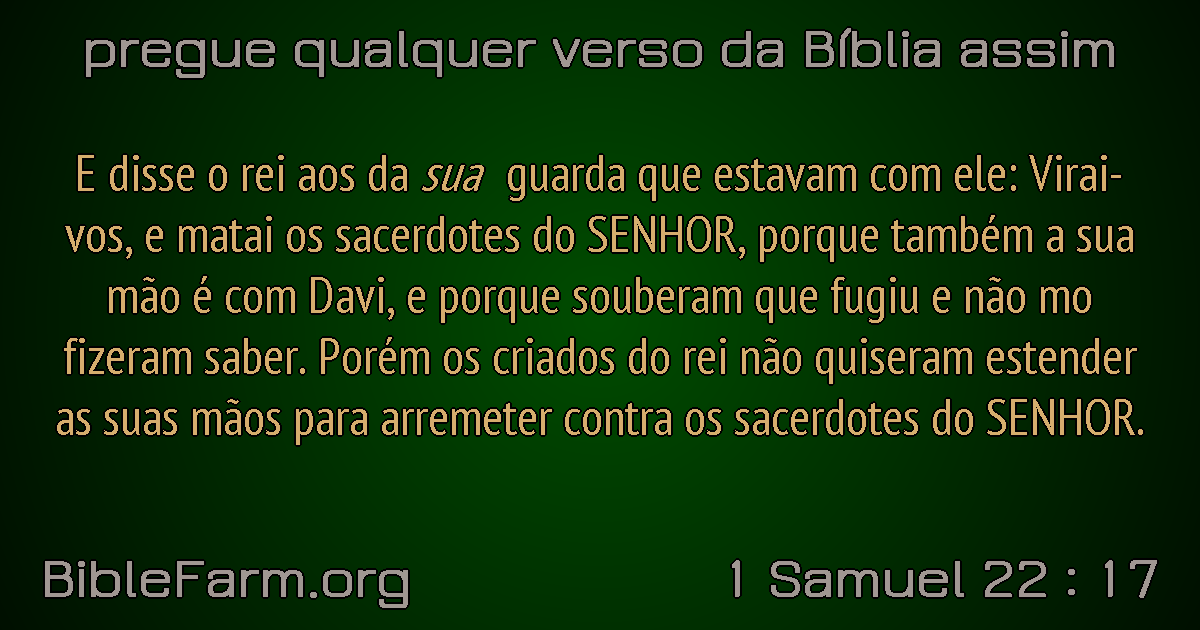 pregue qualquer verso da Bíblia assim
E disse o rei aos da sua guarda que estavam com ele: Virai-
vos, e matai os sacerdotes do SENHOR, porque também a sua
mão é com Davi, e porque souberam que fugiu e não mo
fizeram saber. Porém os criados do rei não quiseram estender
as suas mãos para arremeter contra os sacerdotes do SENHOR.
BibleFarm.org
1 Samuel 22 : 17